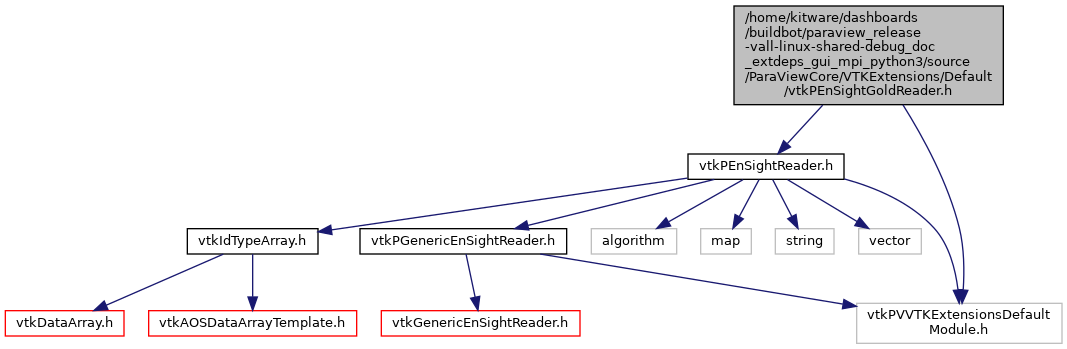 /home/kitware/dashboards
/buildbot/paraview_release
-vall-linux-shared-debug_doc
_extdeps_gui_mpi_python3/source
/ParaViewCore/VTKExtensions/Default
/vtkPEnSightGoldReader.h
vtkPEnSightReader.h
vtkIdTypeArray.h
vtkPGenericEnSightReader.h
algorithm
map
string
vector
vtkDataArray.h
vtkAOSDataArrayTemplate.h
vtkGenericEnSightReader.h
vtkPVVTKExtensionsDefault
Module.h